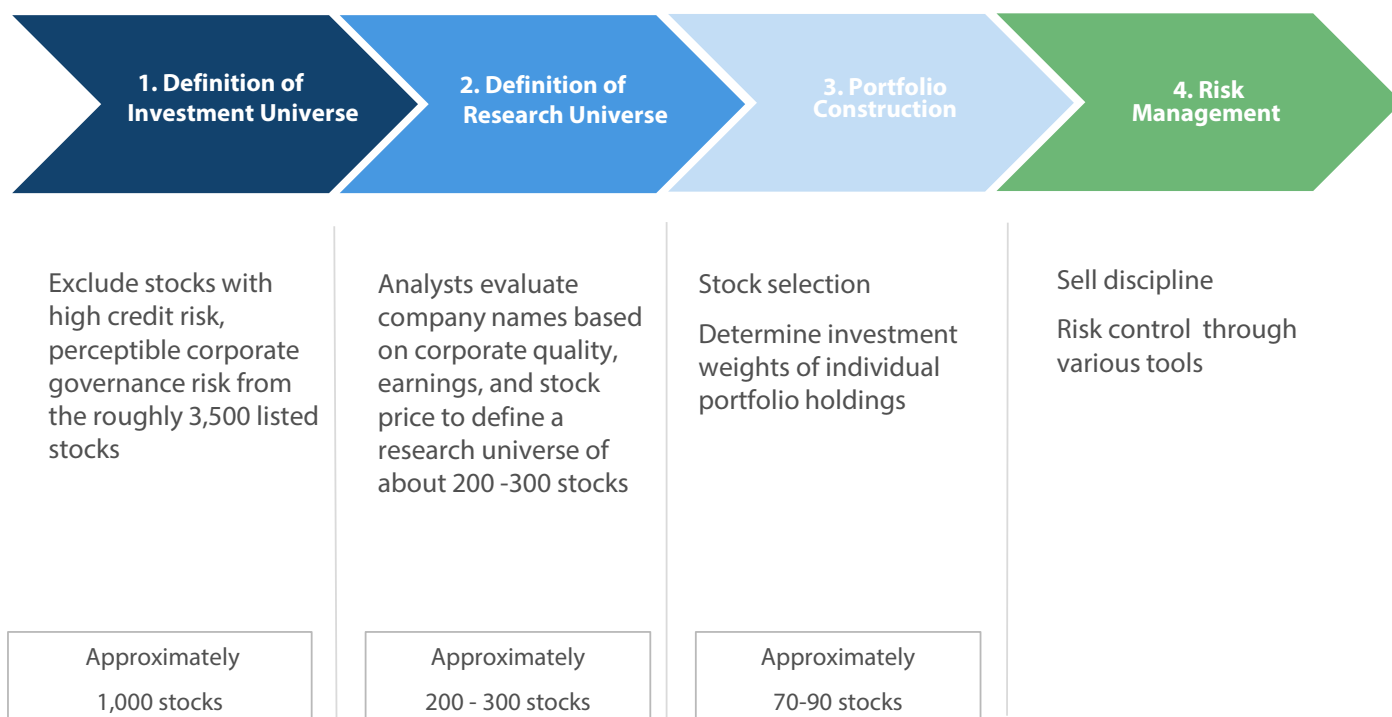 1. Definition of
Investment Universe
2. Definition of
Research Universe
3. Portfolio
Construction
4. Risk
Management
Exclude stocks with
high credit risk,
perceptible corporate
governance risk from
the roughly 3,500 listed
stocks
Analysts evaluate
company names based
on corporate quality,
earnings, and stock
price to define a
research universe of
about 200 -300 stocks
Stock selection
Determine investment
weights of individual
portfolio holdings
Sell discipline
Risk control  through
various tools
Approximately
1,000 stocks
Approximately
200 - 300 stocks
Approximately
70-90 stocks